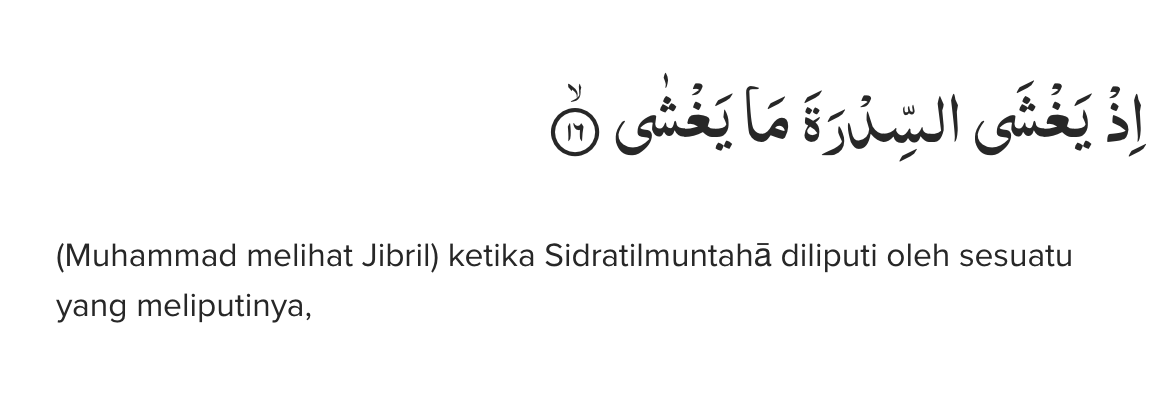 اِذْ يَغْشَى السِّدْرَةَ مَا يَغْشٰىۙ ١٦
(Muhammad melihat Jibril) ketika Sidratilmuntahā diliputi oleh sesuatu
yang meliputinya,